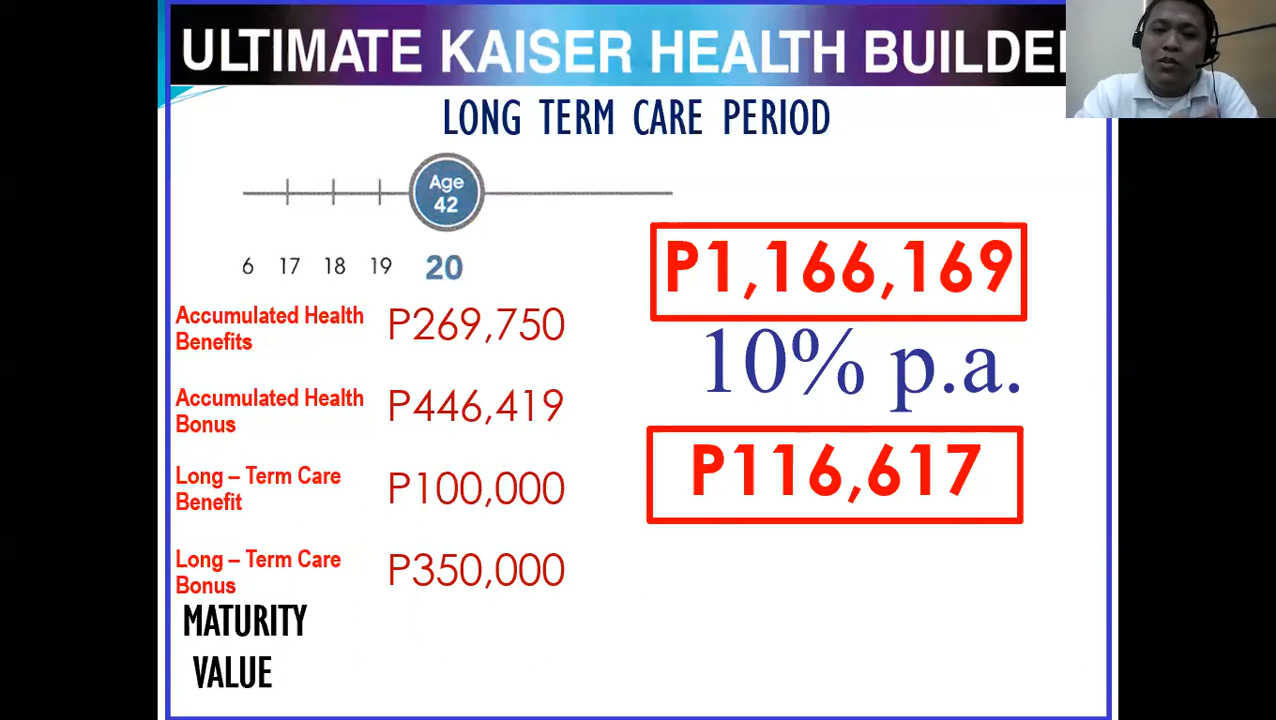 ULTIMATE KAISER HEALTH BUILDE
LONG TERM CARE PERIOD
Age
42
6 17 18 19 20
Accumulated Health
Benefits
P269,750
Accumulated Health
Bonus
P446,419
Long – Term Care
Benefit
P100,000
Long – Term Care
Bonus
P350,000
MATURITY
VALUE
P1,166,169
10% p.a.
P116,617